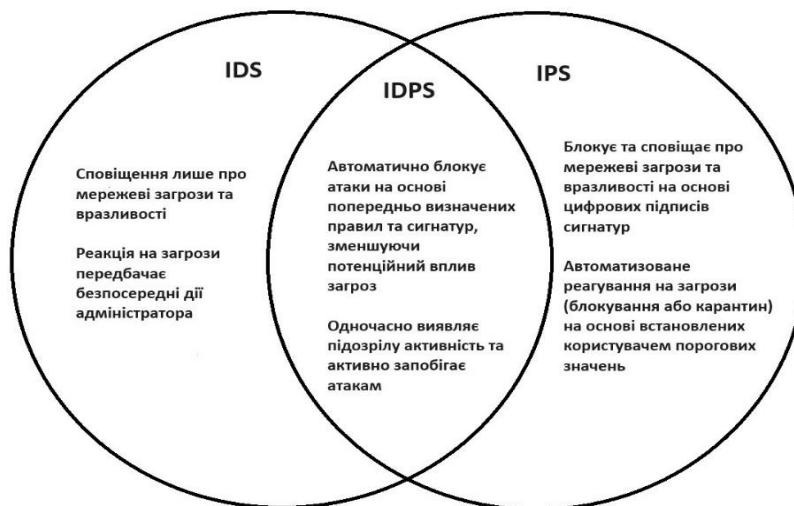 IDS
Сповіщення лише про
мережеві загрози та
вразливості
Реакція на загрози
передбачає
безпосередні дії
адміністратора
IDPS
Автоматично блокує
атаки на основі
попередньо визначених
правил та сигнатур,
зменшуючи
потенційний вплив
загроз
Одночасно виявляє
підозрілу активність та
активно запобігає
атакам
IPS
Блокує та сповіщає про
мережеві загрози та
вразливості на основі
цифрових підписів
сигнатур
Автоматизоване
реагування на загрози
(блокування або карантин)
на основі встановлених
користувачем порогових
значень